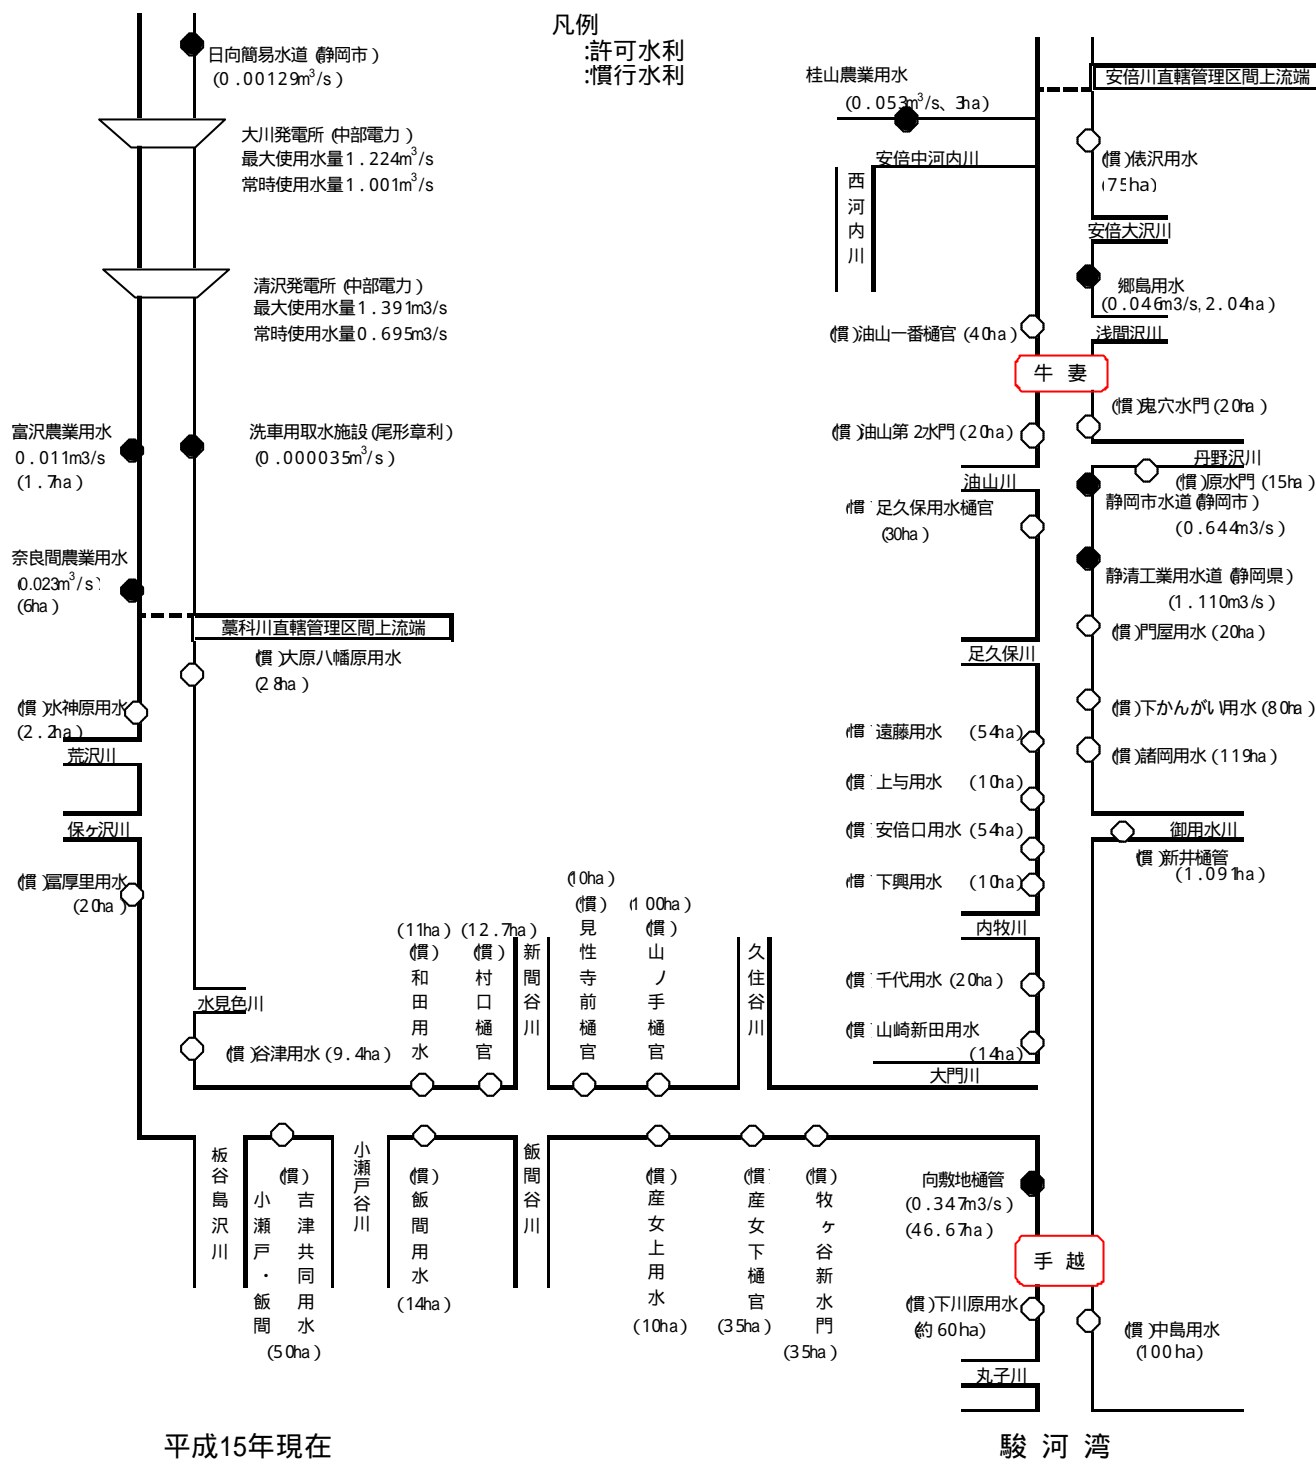 凡例
:許可水利
:慣行水利
日向簡易水道(静岡市)
(0.00129m³/s)
大川発電所(中部電力)
最大使用水量1.224m³/s
常時使用水量1.001m³/s
清沢発電所(中部電力)
最大使用水量1.391m3/s
常時使用水量0.695m3/s
富沢農業用水
0.011m3/s
(1.7ha)
洗車用取水施設(尾形章利)
(0.000035m³/s)
奈良間農業用水
0.023m³/s)
(6ha)
藁科川直轄管理区間上流端
(慣)大原八幡原用水
(28ha)
(慣)水神原用水
(2.2ha)
荒沢川
保ヶ沢川
(慣)冨厚里用水
(20ha)
水見色川
(慣)谷津用水(9.4ha)
(11ha)
(慣)和田用水
(12.7ha)
(慣)村口樋官
新間谷川
(10ha)
(慣)見性寺前樋官
(100ha)
(慣)山ノ手樋官
久住谷川
板谷島沢川
(慣)
小瀬戸・飯間
吉津共同用水
(50ha)
小瀬戸谷川
(慣)飯間用水
(14ha)
飯間谷川
(慣)産女上用水
(10ha)
(慣)産女下樋官
(35ha)
(慣)牧ヶ谷新水門
(35ha)
桂山農業用水
(0.053m³/s、3ha)
安倍中河内川
西河内川
安倍川直轄管理区間上流端
(慣)俵沢用水
(75ha)
安倍大沢川
郷島用水
(0.046m3/s,2.04ha)
浅間沢川
(慣)油山一番樋官(40ha)
牛妻
(慣)鬼穴水門(20ha)
(慣)油山第2水門(20ha)
丹野沢川
(慣)原水門(15ha)
油山川
静岡市水道(静岡市)
(0.644m3/s)
(慣 足久保用水樋官
(30ha)
静清工業用水道(静岡県)
(1.110m3/s)
(慣)門屋用水(20ha)
足久保川
(慣)下かんがい用水(80ha)
(慣 遠藤用水 (54ha)
(慣)諸岡用水(119ha)
(慣 上与用水 (10ha)
(慣 安倍口用水(54ha)
御用水川
(慣)新井樋管
(1.091ha)
(慣 下興用水 (10ha)
内牧川
(慣 千代用水(20ha)
(慣 山崎新田用水
(14ha)
大門川
向敷地樋管
(0.347m3/s)
(46.67ha)
手越
(慣)下川原用水
(約60ha)
(慣)中島用水
(100ha)
丸子川
平成15年現在
駿河湾